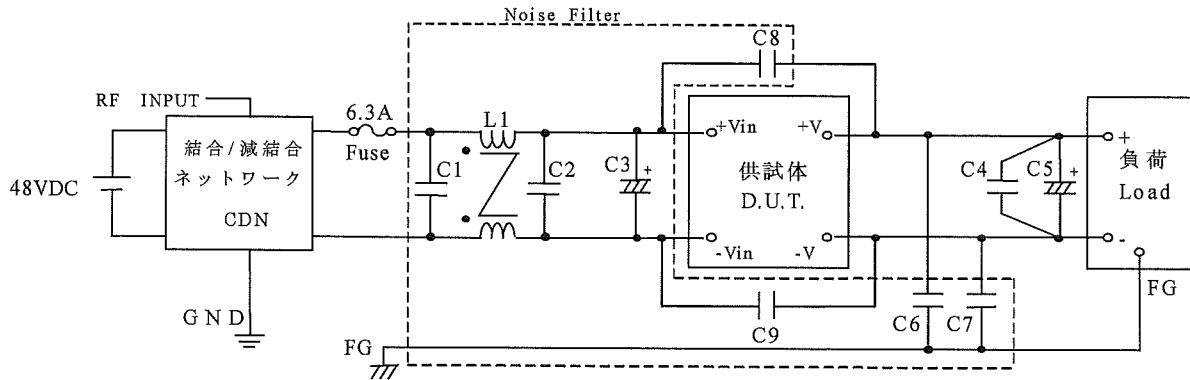 Noise Filter
C8
RF INPUT
6.3A
Fuse
L1
結合/減結合
ネットワーク
CDN
48VDC
C1
C2
C3
+
+Vin
+V
供試体
D.U.T.
-Vin
-V
C4
C5
+
+
負荷
Load
-
FG
GND
C9
C6
C7
FG